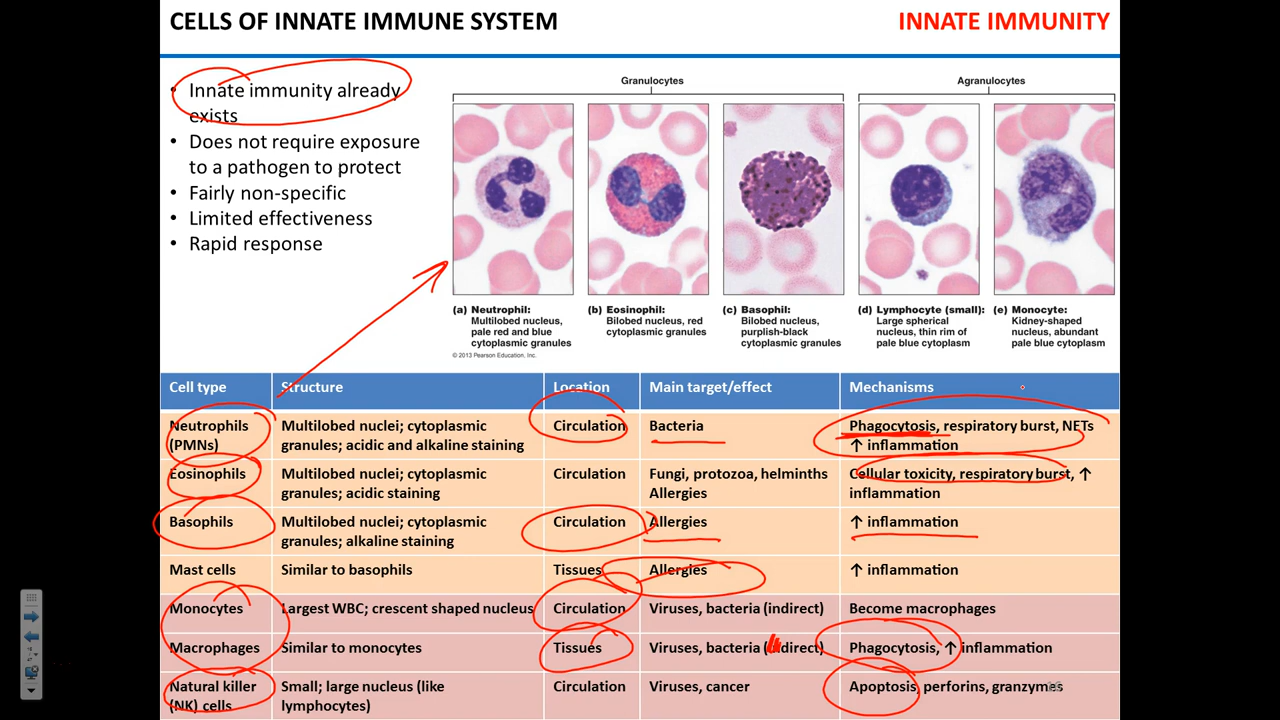 CELLS OF INNATE IMMUNE SYSTEM
INNATE IMMUNITY
• Innate immunity already
exists
• Does not require exposure
to a pathogen to protect
• Fairly non-specific
• Limited effectiveness
• Rapid response
Granulocytes
Agranulocytes
(a) Neutrophil:
Multilobed nucleus,
pale red and blue
cytoplasmic granules
(b) Eosinophil:
Bilobed nucleus, red
cytoplasmic granules
(c) Basophil:
Bilobed nucleus,
purplish-black
cytoplasmic granules
(d) Lymphocyte (small):
Large spherical
nucleus, thin rim of
pale blue cytoplasm
(e) Monocyte:
Kidney-shaped
nucleus, abundant
pale blue cytoplasm
© 2013 Pearson Education, Inc.
Cell type Structure Location Main target/effect Mechanisms
Neutrophils Multilobed nuclei; cytoplasmic Circulation Bacteria Phagocytosis, respiratory burst, NETs
(PMNs) granules; acidic and alkaline staining ↑ inflamation
Eosinophils Multilobed nuclei; cytoplasmic Circulation Fungi, protozoa, helminths Cellular toxicity, respiratory burst, ↑
granules; acidic staining Allergies inflammation
Basophils Multilobed nuclei; cytoplasmic Circulation Allergies ↑ inflammation
granules; alkaline staining
Mast cells Similar to basophils Tissues Allergies ↑ inflammation
Monocytes Largest WBC; crescent shaped nucleus Circulation Viruses, bacteria (indirect) Become macrophages
Macrophages Similar to monocytes Tissues Viruses, bacteria Phagocytosis, ↑ inflammation
Natural killer Small; large nucleus (like Circulation Viruses, cancer Apoptosis, perforins, granzymes
(NK) cells lymphocytes)